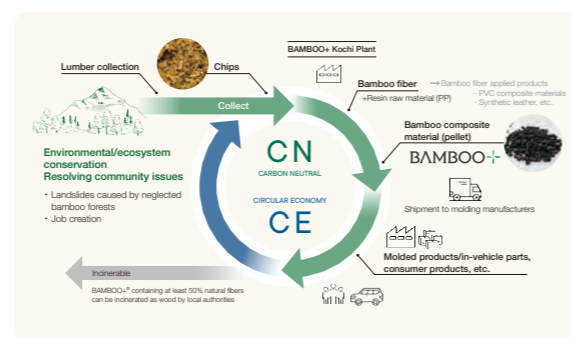 BAMBOO+ Kochi Plant
Lumber collection
Chips
Collect
Bamboo fiber
+Resin raw material (PP)
→Bamboo fiber applied products
· PVC composite materials
· Synthetic leather, etc.
Bamboo composite
material (pellet)
BAMBOO+
Shipment to molding manufacturers
CN
CARBON NEUTRAL
CIRCULAR ECONOMY
CE
Environmental/ecosystem
conservation
Resolving community issues
・Landslides caused by neglected
bamboo forests
・Job creation
Molded products/in-vehicle parts,
consumer products, etc.
Incinerable
BAMBOO+® containing at least 50% natural fibers
can be incinerated as wood by local authorities